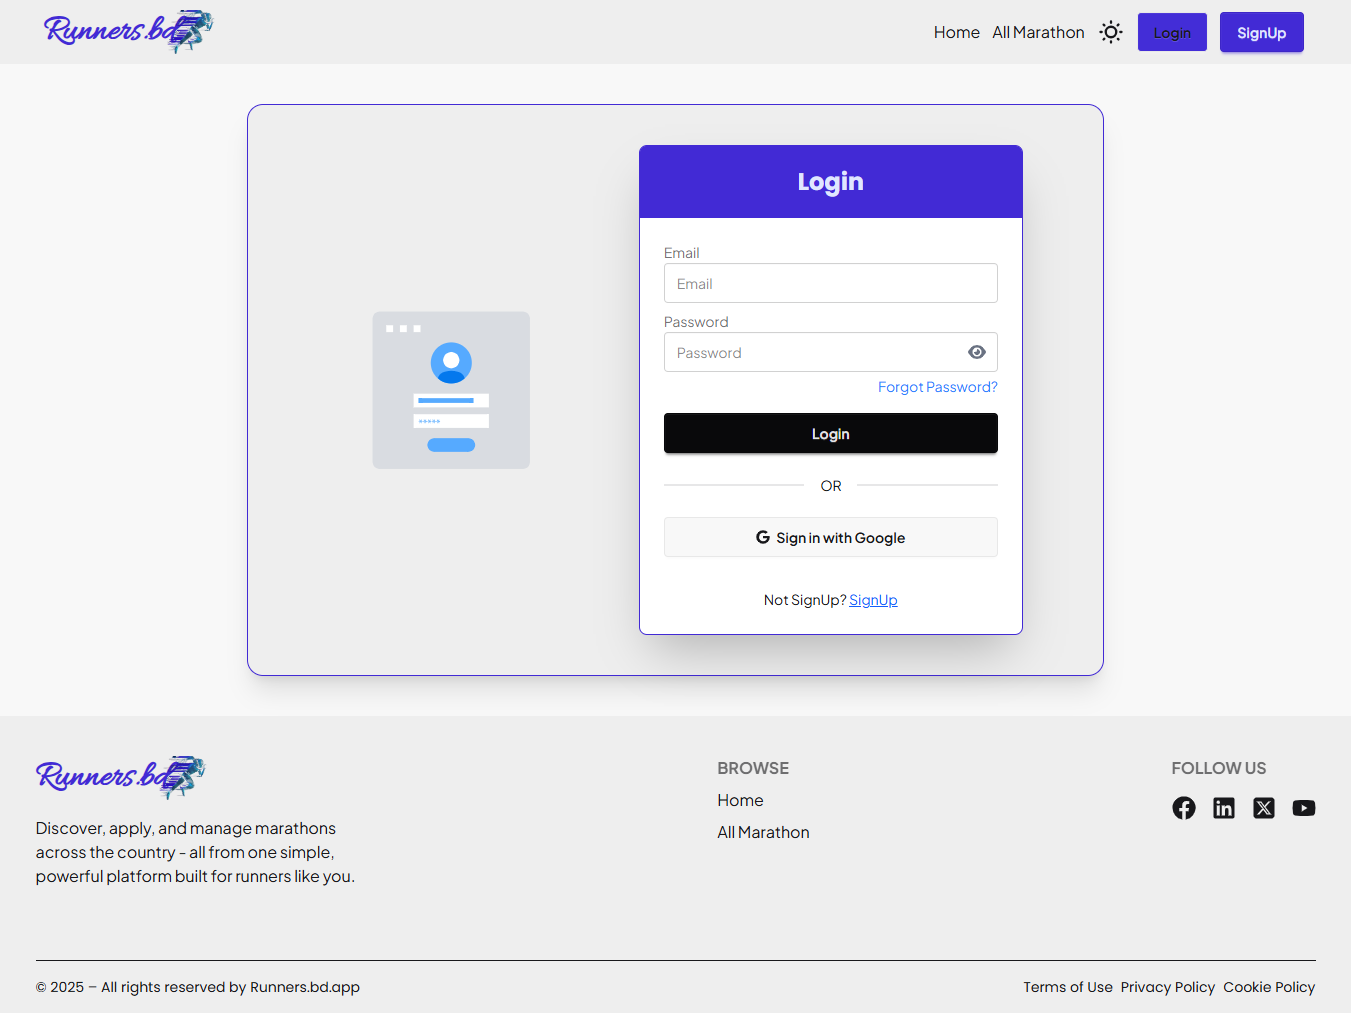 Runners.bd
Home All Marathon Login SignUp
Login
Email
Email
Password
Password
Forgot Password?
Login
OR
Sign in with Google
Not SignUp? SignUp
Runners.bd
Discover, apply, and manage marathons
across the country - all from one simple,
powerful platform built for runners like you.
BROWSE
Home
All Marathon
FOLLOW US
© 2025 – All rights reserved by Runners.bd.app
Terms of Use Privacy Policy Cookie Policy